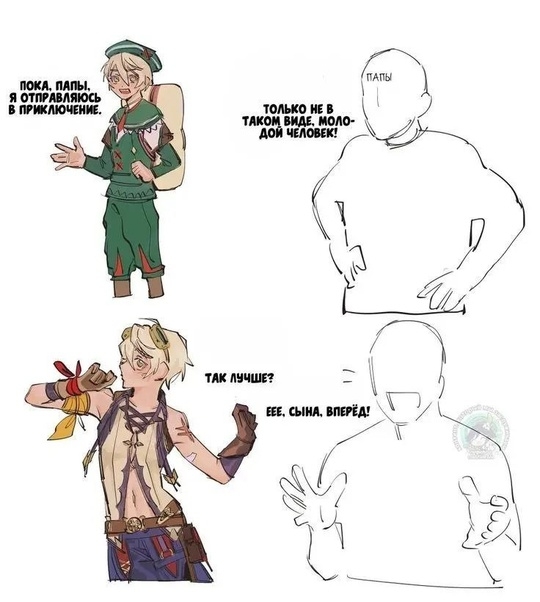 ПОКА, ПАПЫ,
Я ОТПРАВЛЯЮСЬ
В ПРИКЛЮЧЕНИЕ.
ПАПЫ
ТОЛЬКО НЕ В
ТАКОМ ВИДЕ, МОЛО-
ДОЙ ЧЕЛОВЕК!
ТАК ЛУЧШЕ?
ЕЕЕ, СЫНА, ВПЕРЁД!